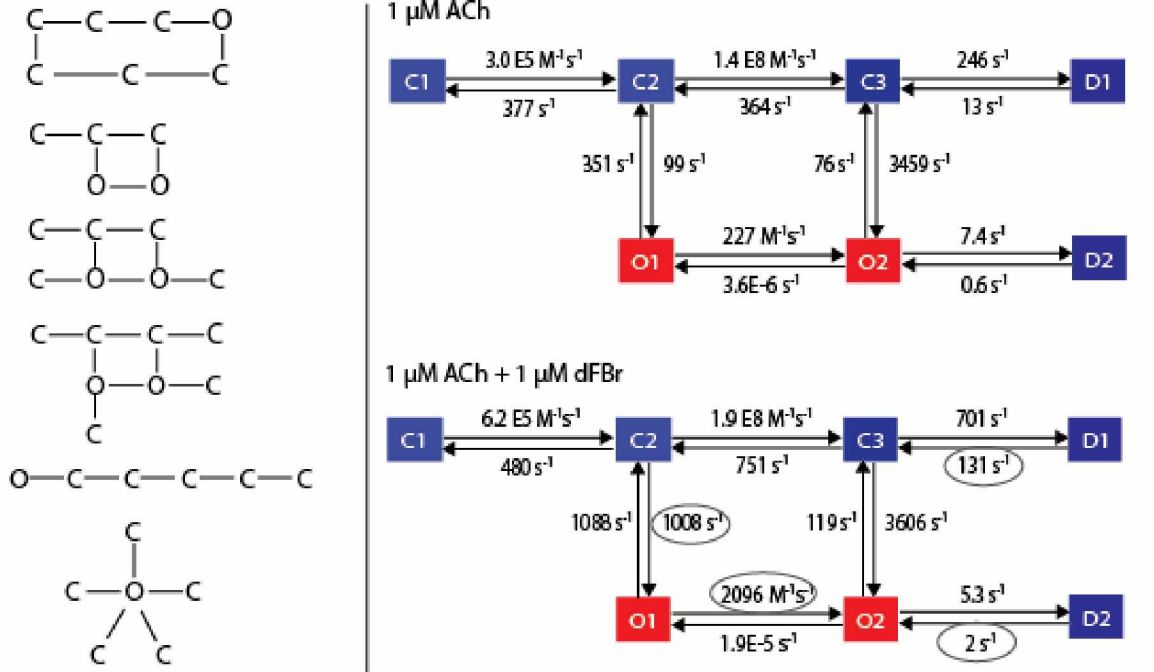 C C C O
C C C
C C C
O O
C C C
C O O C
C C C C
O O C
C
O C C C C C
C
C O C
C C
1 µM ACh
3.0 E5 M⁻¹s⁻¹ 1.4 E8 M⁻¹s⁻¹ 246 s⁻¹
C1 C2 C3 D1
377 s⁻¹ 364 s⁻¹ 13 s⁻¹
351 s⁻¹ 99 s⁻¹ 76 s⁻¹ 3459 s⁻¹
227 M⁻¹s⁻¹ 7.4 s⁻¹
O1 O2 D2
3.6E-6 s⁻¹ 0.6 s⁻¹
1 µM ACh + 1 µM dFBr
6.2 E5 M⁻¹s⁻¹ 1.9 E8 M⁻¹s⁻¹ 701 s⁻¹
C1 C2 C3 D1
480 s⁻¹ 751 s⁻¹ 131 s⁻¹
1088 s⁻¹ 1008 s⁻¹ 119 s⁻¹ 3606 s⁻¹
2096 M⁻¹s⁻¹ 5.3 s⁻¹
O1 O2 D2
1.9E-5 s⁻¹ 2 s⁻¹